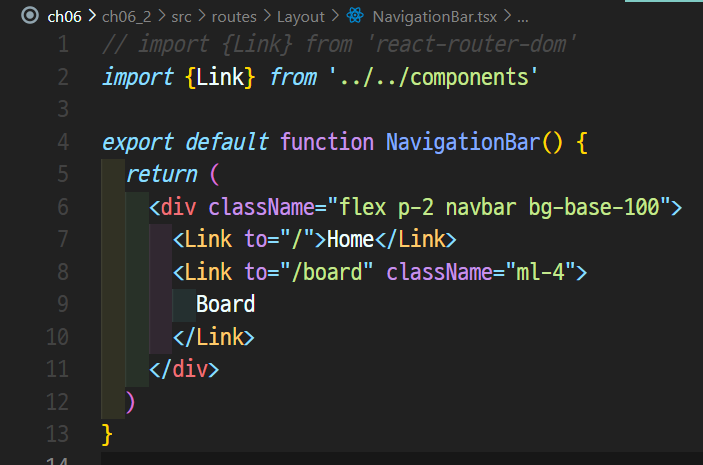 ch06 > ch06_2 > src > routes > Layout > NavigationBar.tsx > ...
1 // import {Link} from 'react-router-dom'
2 import {Link} from '../../components'
3
4 export default function NavigationBar() {
5   return (
6     <div className="flex p-2 navbar bg-base-100">
7       <Link to="/">Home</Link>
8       <Link to="/board" className="ml-4">
9         Board
10       </Link>
11     </div>
12   )
13 }
14